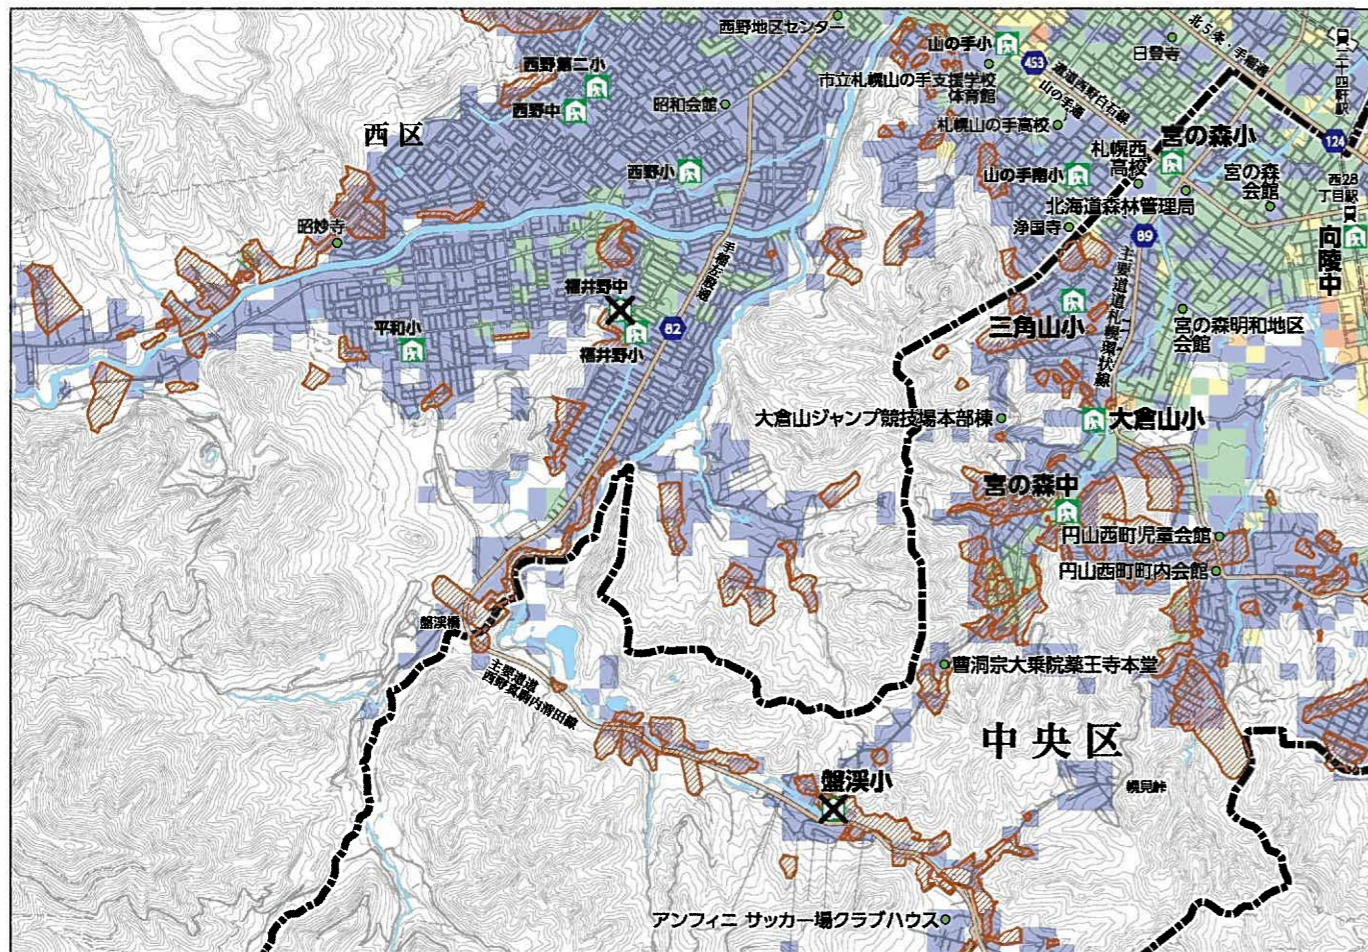 西野地区センター
山の手小
北5条・手稲通
日登寺
二十四軒駅
西野第二小
453
市立札幌山の手支援学校
体育館
道道西野白石線
山の手通
西野中
昭和会館
札幌山の手高校
西区
宮の森小
124
札幌西
高校
西野小
山の手南小
宮の森
会館
西28
丁目駅
北海道森林管理局
昭妙寺
浄国寺
89
向陵中
手稲左股通
主要道道札幌環状線
福井野中
三角山小
宮の森明和地区
会館
平和小
82
福井野小
大倉山ジャンプ競技場本部棟
大倉山小
宮の森中
円山西町児童会館
円山西町町内会館
盤渓橋
主要道道
西野真駒内清田線
曹洞宗大乗院薬王寺本堂
中央区
盤渓小
幌見峠
アンフィニ サッカー場クラブハウス